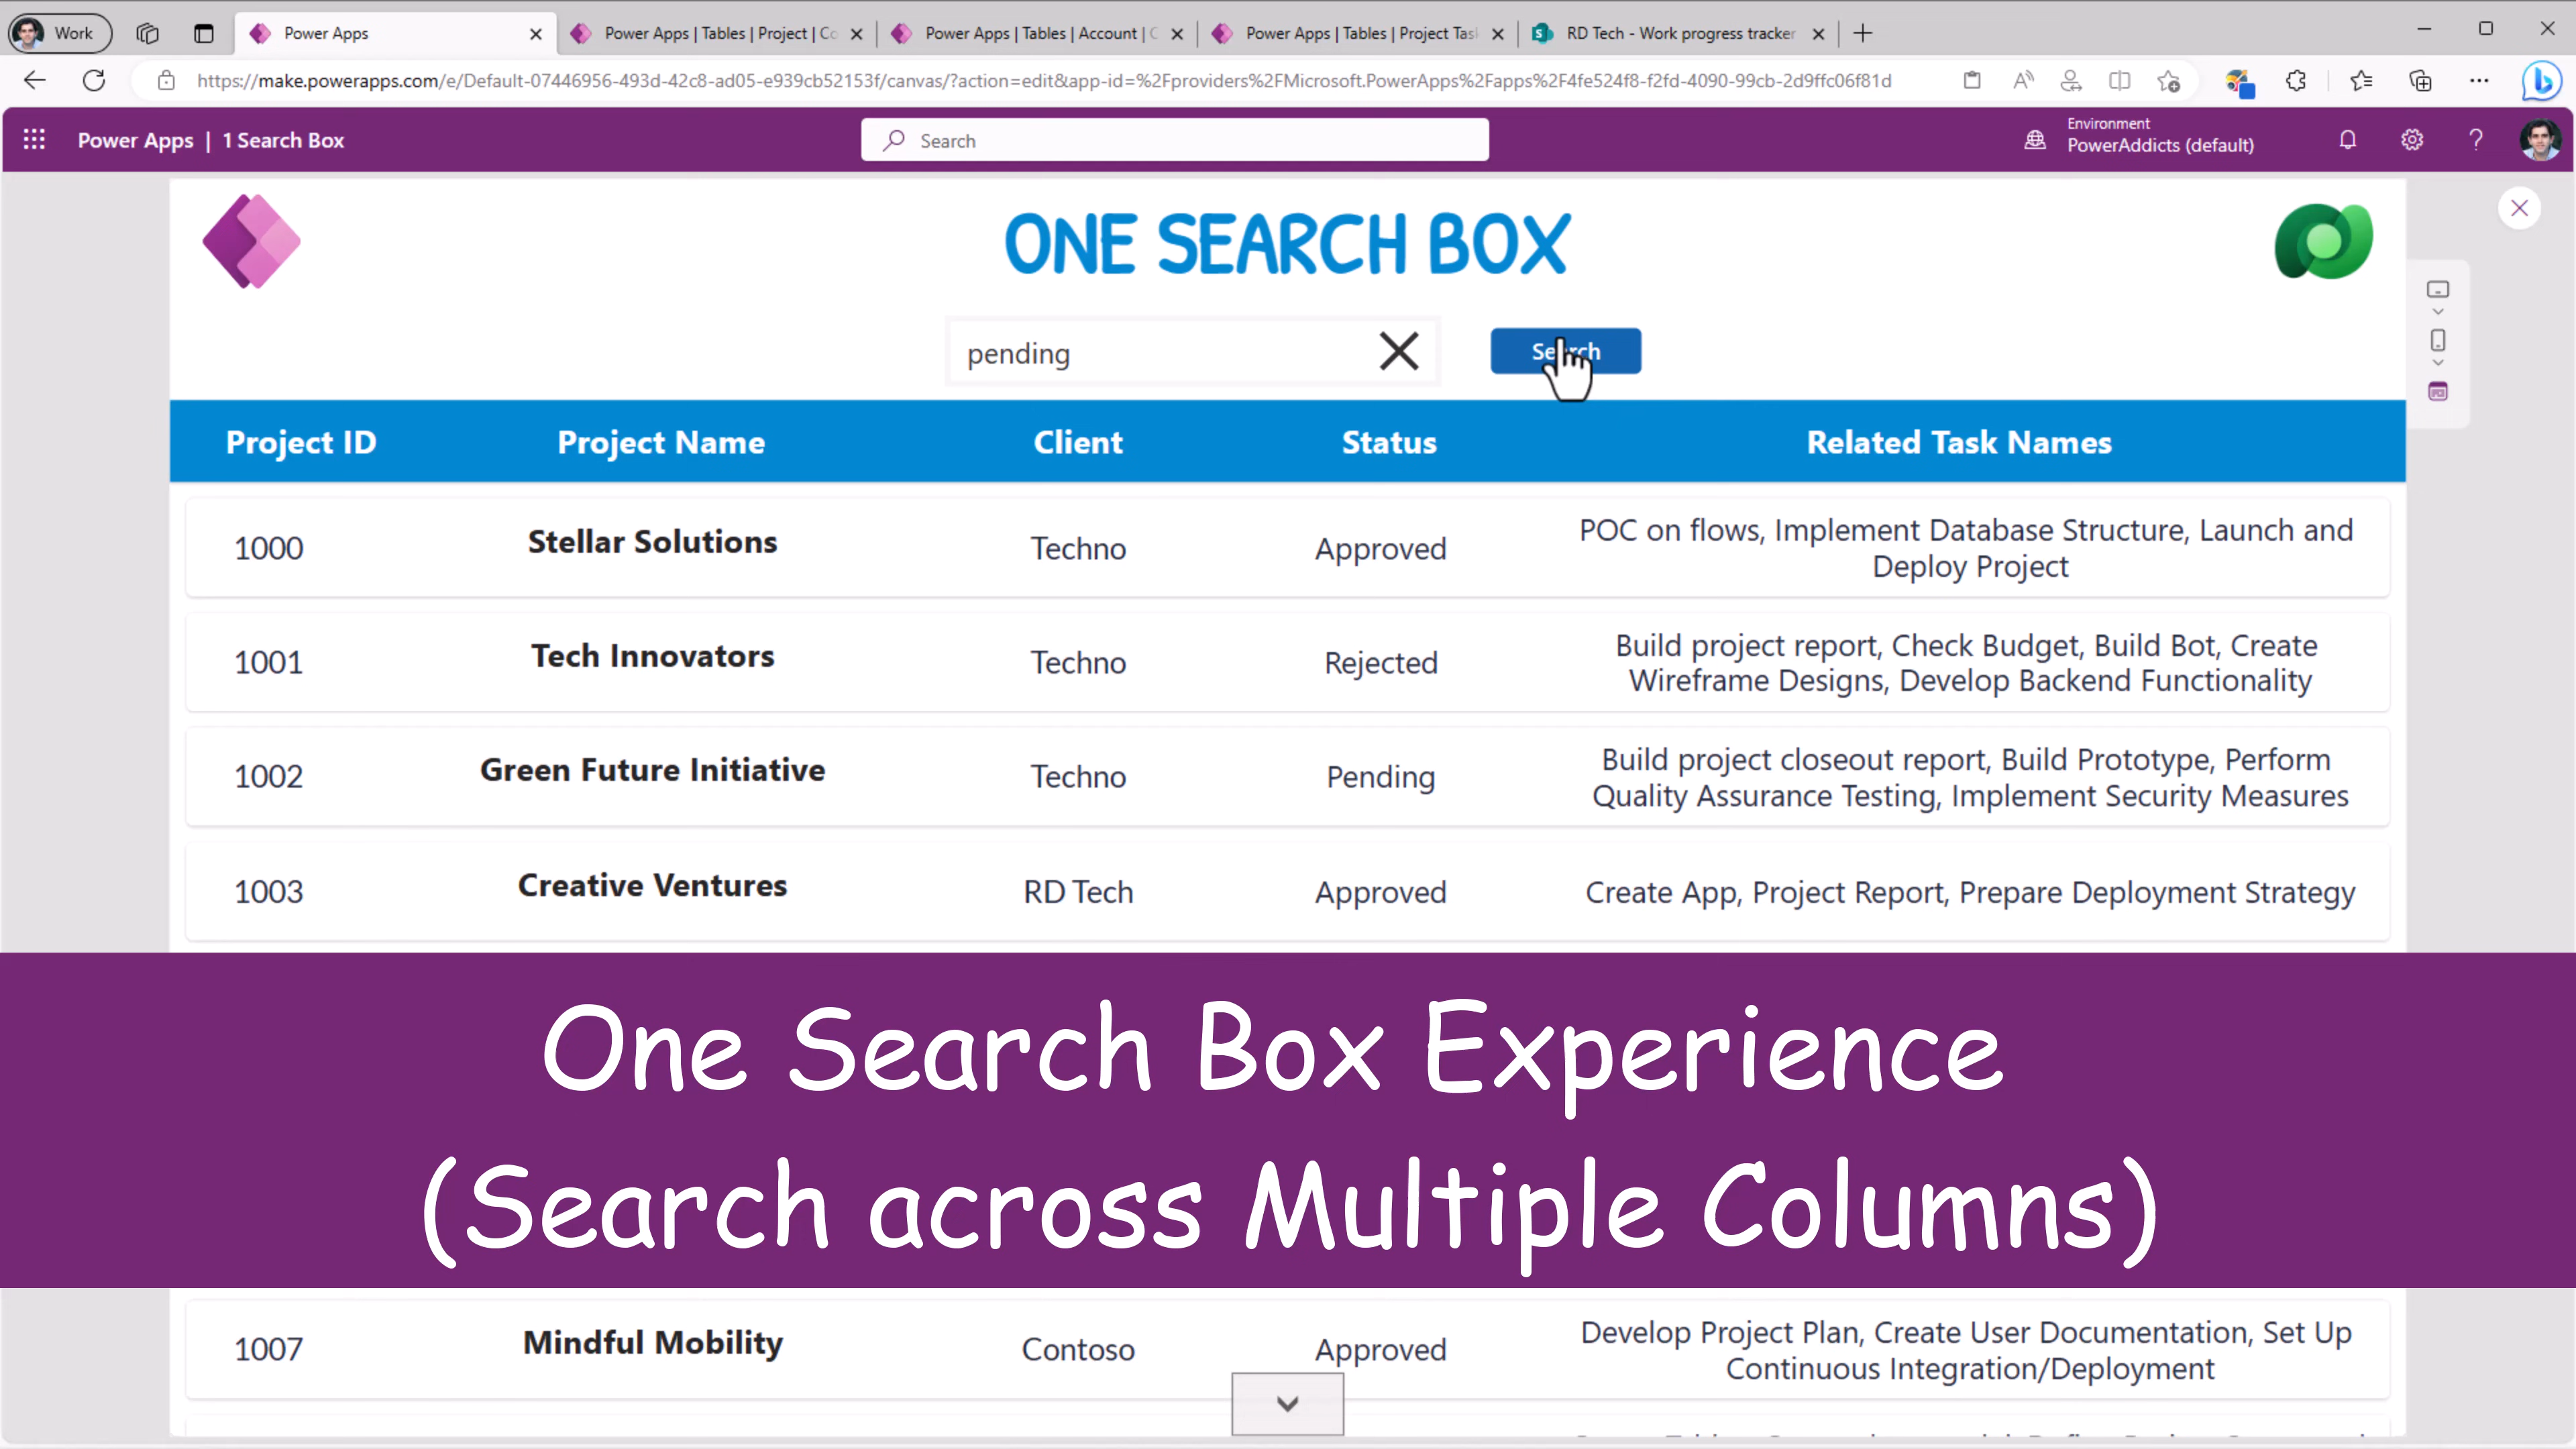 Work
Power Apps
Power Apps | Tables | Project | Co
Power Apps | Tables | Account | C
Power Apps | Tables | Project Tas
RD Tech - Work progress tracker
https://make.powerapps.com/e/Default-07446956-493d-42c8-ad05-e939cb52153f/canvas/?action=edit&app-id=%2Fproviders%2FMicrosoft.PowerApps%2Fapps%2F4fe524f8-f2fd-4090-99cb-2d9ffc06f81d
Power Apps | 1 Search Box
Search
Environment
PowerAddicts (default)
ONE SEARCH BOX
pending
Search
Project ID Project Name Client Status Related Task Names
1000 Stellar Solutions Techno Approved POC on flows, Implement Database Structure, Launch and
Deploy Project
1001 Tech Innovators Techno Rejected Build project report, Check Budget, Build Bot, Create
Wireframe Designs, Develop Backend Functionality
1002 Green Future Initiative Techno Pending Build project closeout report, Build Prototype, Perform
Quality Assurance Testing, Implement Security Measures
1003 Creative Ventures RD Tech Approved Create App, Project Report, Prepare Deployment Strategy
One Search Box Experience
(Search across Multiple Columns)
1007 Mindful Mobility Contoso Approved Develop Project Plan, Create User Documentation, Set Up
Continuous Integration/Deployment